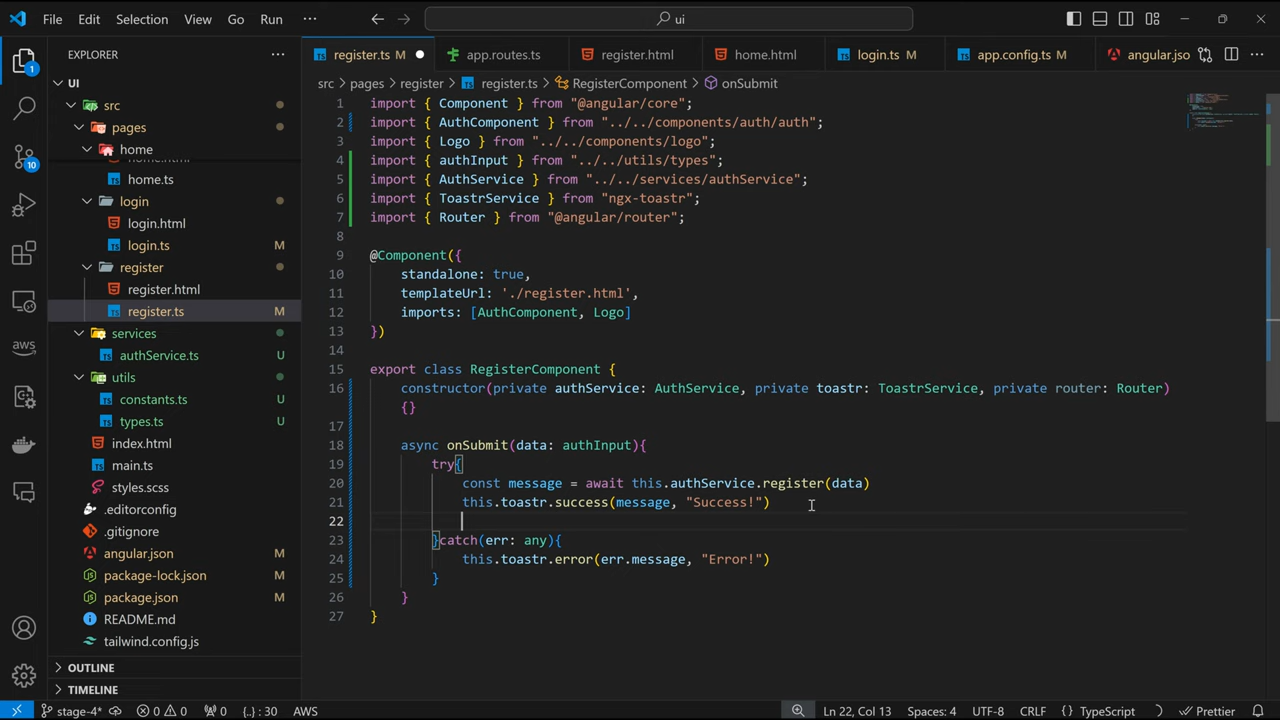 File Edit Selection View Go Run ··· ui
EXPLORER ···
UI
src
pages
home
home.html
home.ts
login
login.html
login.ts M
register
register.html
register.ts M
services
authService.ts U
utils
constants.ts U
types.ts U
index.html
main.ts
styles.scss
.editorconfig
.gitignore
angular.json M
package-lock.json M
package.json M
README.md
tailwind.config.js
OUTLINE
TIMELINE
1
10
aws
register.ts M app.routes.ts register.html home.html login.ts M app.config.ts M angular.jso ···
src > pages > register > register.ts > RegisterComponent > onSubmit
1 import { Component } from "@angular/core";
2 import { AuthComponent } from "../../components/auth/auth";
3 import { Logo } from "../../components/logo";
4 import { authInput } from "../../utils/types";
5 import { AuthService } from "../../services/authService";
6 import { ToastrService } from "ngx-toastr";
7 import { Router } from "@angular/router";
8
9 @Component({
10 standalone: true,
11 templateUrl: './register.html',
12 imports: [AuthComponent, Logo]
13 })
14
15 export class RegisterComponent {
16 constructor(private authService: AuthService, private toastr: ToastrService, private router: Router)
{}
17
18 async onSubmit(data: authInput){
19 try{
20 const message = await this.authService.register(data)
21 this.toastr.success(message, "Success!")
22
23 }catch(err: any){
24 this.toastr.error(err.message, "Error!")
25 }
26 }
27 }
stage-4* 0 0 0 {..} : 30 AWS Ln 22, Col 13 Spaces: 4 UTF-8 CRLF {} TypeScript Prettier